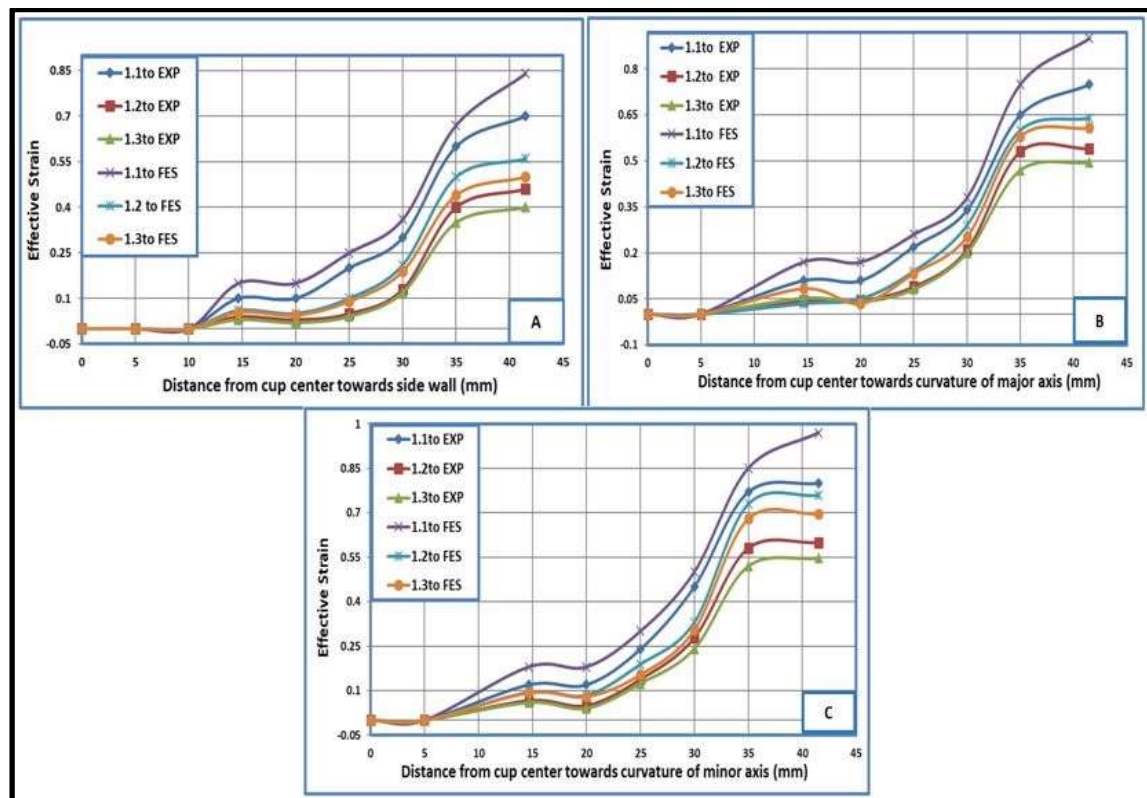 0.85
0.7
0.55
0.4
0.25
0.1
-0.05
Effective Strain
1.1to EXP
1.2to EXP
1.3to EXP
1.1to FES
1.2 to FES
1.3to FES
A
0 5 10 15 20 25 30 35 40 45
Distance from cup center towards side wall (mm)
0.8
0.65
0.5
0.35
0.2
0.05
-0.1
Effective Strain
1.1to EXP
1.2to EXP
1.3to EXP
1.1to FES
1.2to FES
1.3to FES
B
0 5 10 15 20 25 30 35 40 45
Distance from cup center towards curvature of major axis (mm)
1
0.85
0.7
0.55
0.4
0.25
0.1
-0.05
Effective Strain
1.1to EXP
1.2to EXP
1.3to EXP
1.1to FES
1.2to FES
1.3to FES
C
0 5 10 15 20 25 30 35 40 45
Distance from cup center towards curvature of minor axis (mm)